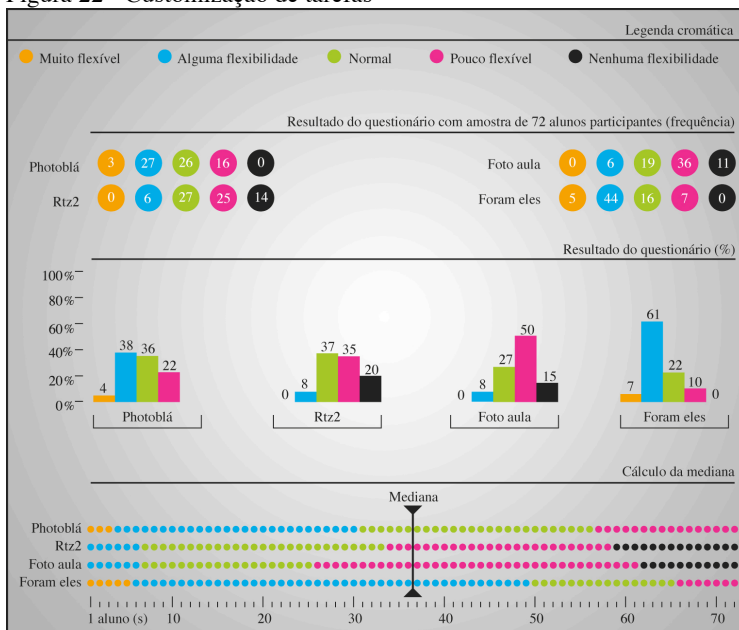 Figura 22 - Customização de tarefas
Legenda cromática
Muito flexível Alguma flexibilidade Normal Pouco flexível Nenhuma flexibilidade
Resultado do questionário com amostra de 72 alunos participantes (frequência)
Photoblá 3 27 26 16 0 Foto aula 0 6 19 36 11
Rtz2 0 6 27 25 14 Foram eles 5 44 16 7 0
Resultado do questionário (%)
100%
80%
60%
40%
20%
0%
4 38 36 22
0 8 37 35 20
0 8 27 50 15
7 61 22 10 0
Photoblá Rtz2 Foto aula Foram eles
Cálculo da mediana
Mediana
Photoblá
Rtz2
Foto aula
Foram eles
1 aluno (s) 10 20 30 40 50 60 70